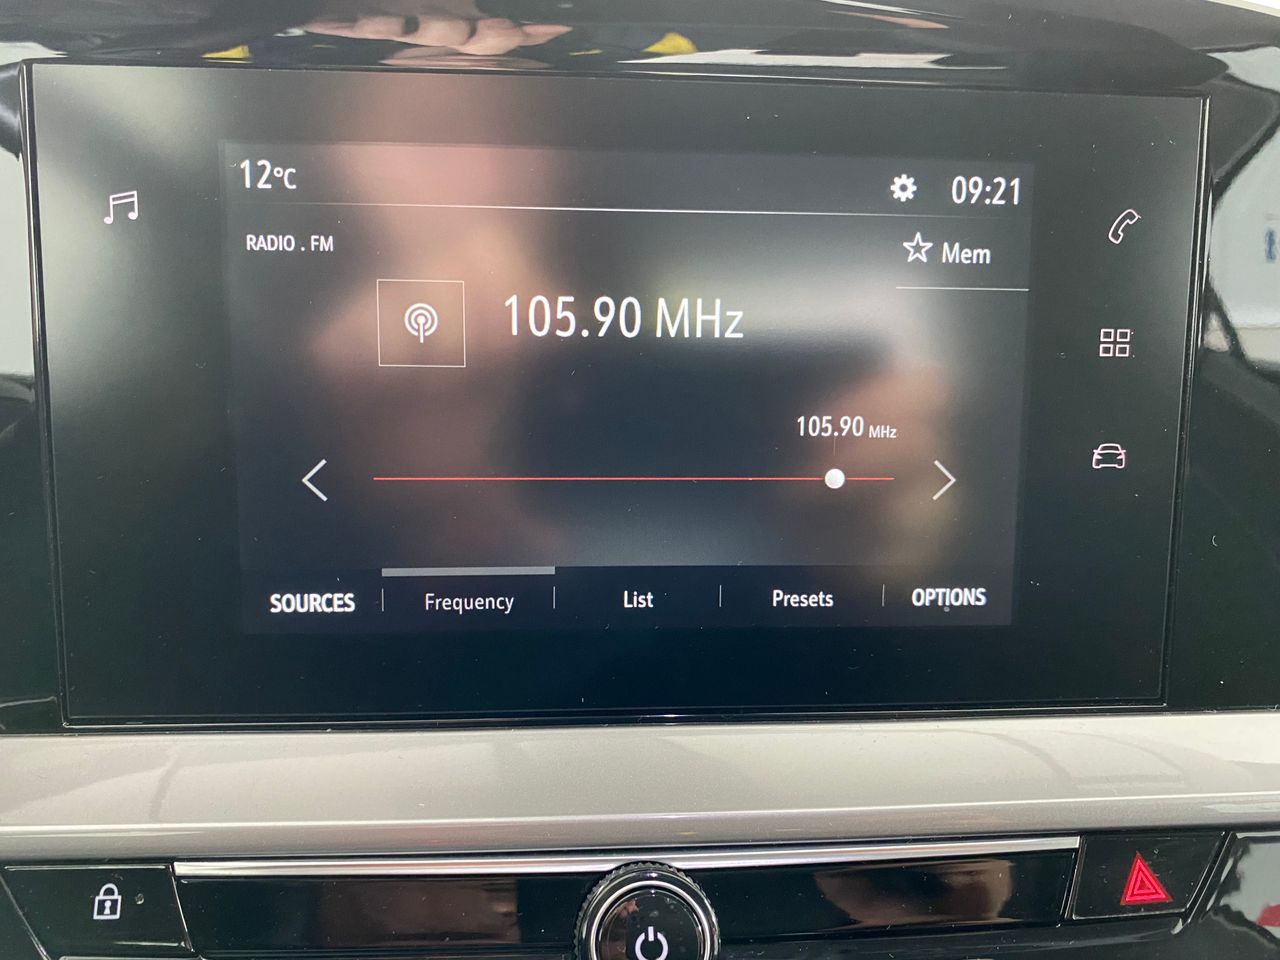 12°C
09:21
RADIO . FM
Mem
105.90 MHz
105.90 MHz
SOURCES
Frequency
List
Presets
OPTIONS